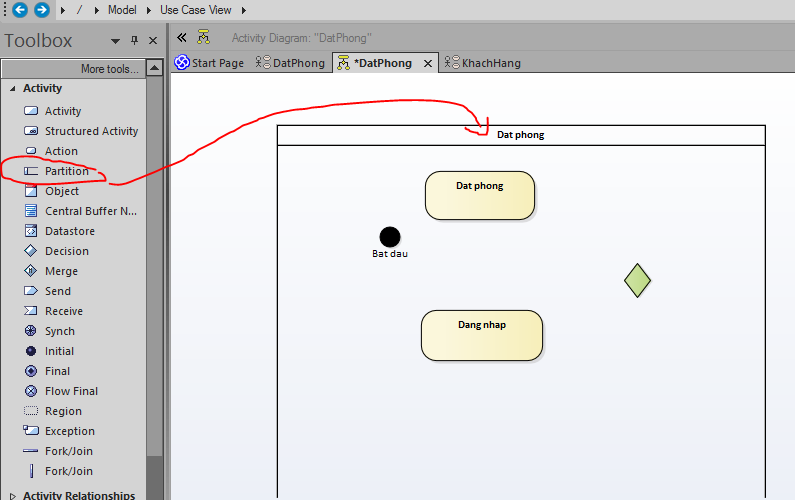 / Model Use Case View
Toolbox
Activity Diagram: "DatPhong"
Start Page DatPhong *DatPhong KhachHang
More tools...
Activity
Activity
Structured Activity
Action
Partition
Object
Central Buffer N...
Datastore
Decision
Merge
Send
Receive
Synch
Initial
Final
Flow Final
Region
Exception
Fork/Join
Fork/Join
Activity Relationships
Dat phong
Dat phong
Bat dau
Dang nhap